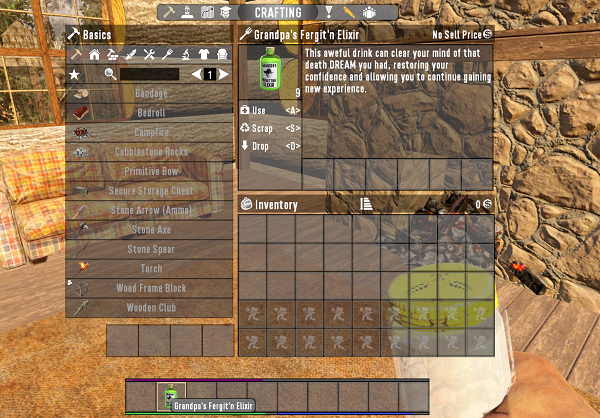 CRAFTING
Basics
1
Bandage
Bedroll
Campfire
Cobblestone Rocks
Primitive Bow
Secure Storage Chest
Stone Arrow (Ammo)
Stone Axe
Stone Spear
Torch
Wood Frame Block
Wooden Club
Grandpa's Fergit'n Elixir
No Sell Price
This aweful drink can clear your mind of that
death DREAM you had, restoring your
confidence and allowing you to continue gaining
new experience.
9
Use <A>
Scrap <S>
Drop <D>
Inventory
0
Grandpa's Fergit'n Elixir